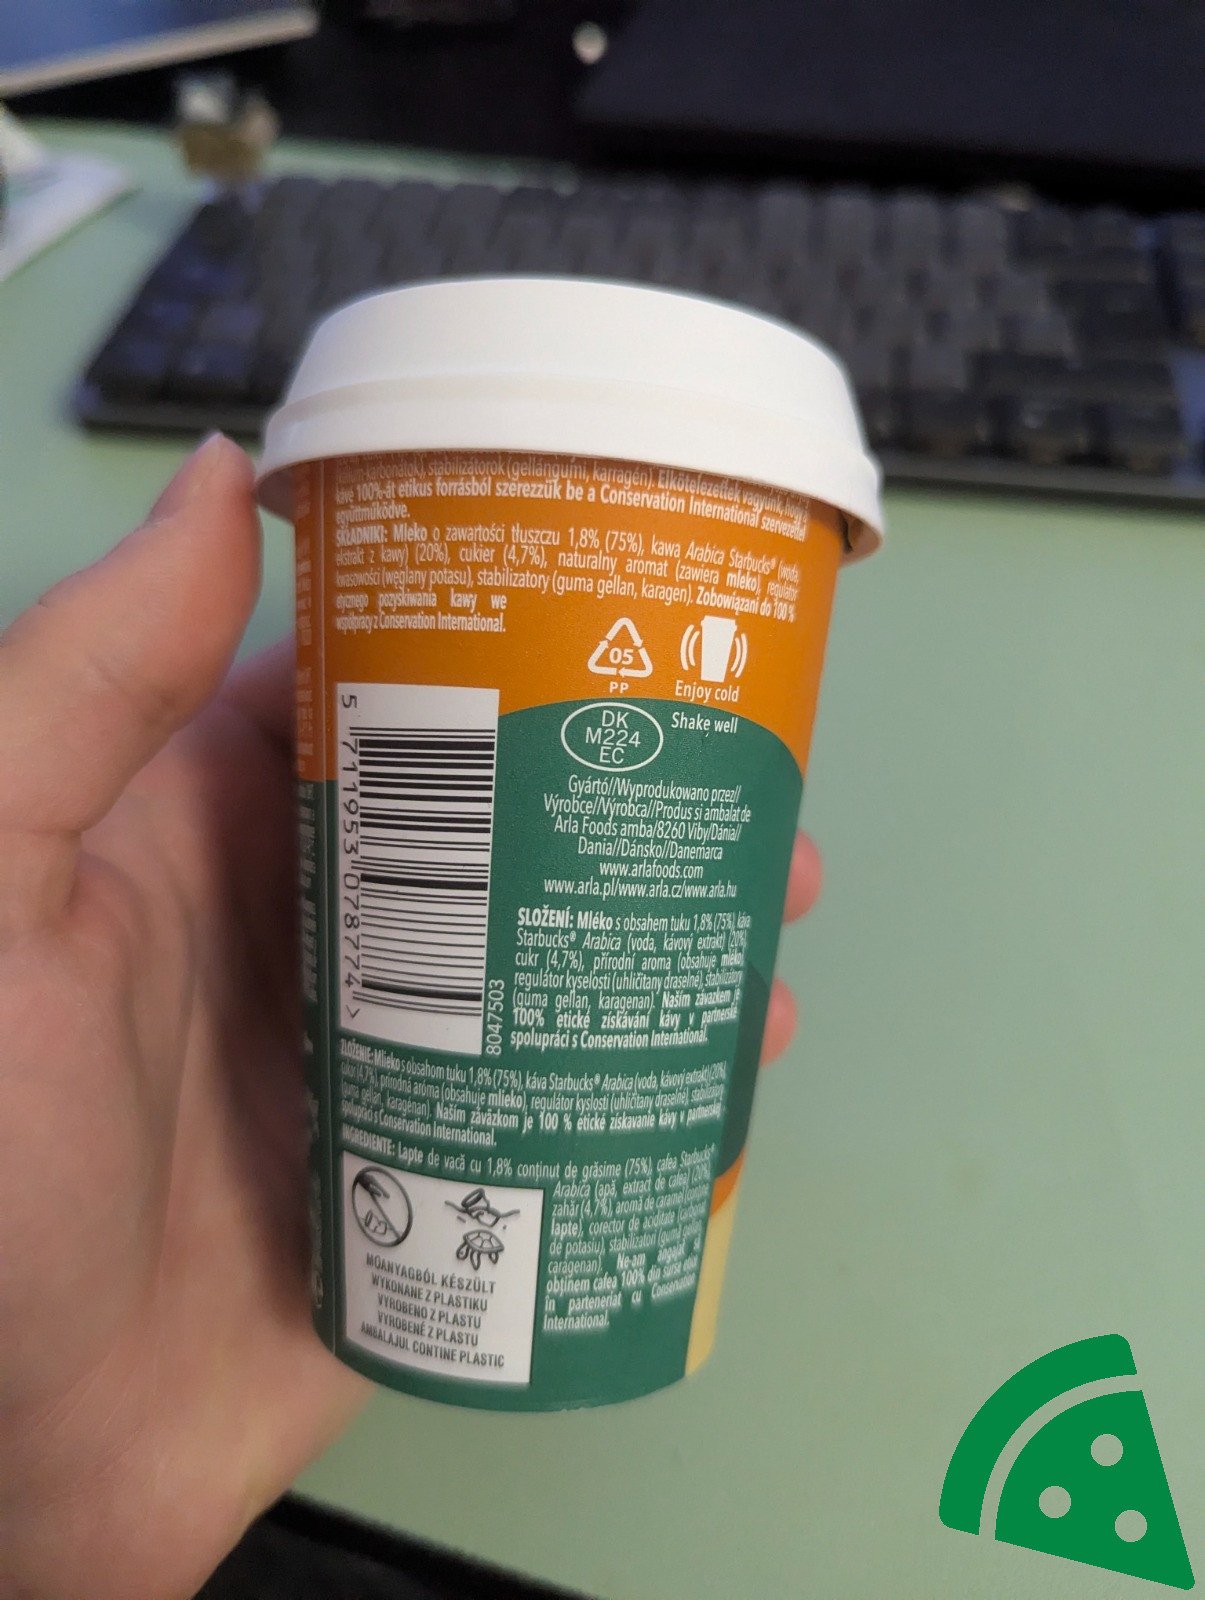 stabilizátorok (gellángumi, karragén). Elkötelezettek vagyunk, hogy
kávé 100%-át etikus forrásból szerezzük be a Conservation International szervezettel
együttműködve.
SKŁADNIKI: Mleko o zawartości tłuszczu 1,8% (75%), kawa Arabica Starbucks® (woda,
ekstrakt z kawy) (20%), cukier (4,7%), naturalny aromat (zawiera mleko), regulator
kwasowości (węglany potasu), stabilizatory (guma gellan, karagen). Zobowiązani do 100 %
etycznego pozyskiwania kawy we
współpracy z Conservation International.
05
PP
Enjoy cold
Shake well
DK
M224
EC
Gyártó//Wyprodukowano przez//
Výrobce//Výrobca//Produs si ambalat de
Arla Foods amba/8260 Viby/Dánia//
Dania//Dánsko//Danemarca
www.arlafoods.com
www.arla.pl/www.arla.cz/www.arla.hu
5 711953 078774 >
8047503
SLOŽENÍ: Mléko s obsahem tuku 1,8% (75%), káva
Starbucks® Arabica (voda, kávový extrakt) (20%),
cukr (4,7%), přírodní aroma (obsahuje mléko),
regulátor kyselosti (uhličitany draselné), stabilizátory
(guma gellan, karagenan). Naším závazkem je
100% etické získávání kávy v partnerské
spolupráci s Conservation International.
ZLOŽENIE: Mlieko s obsahom tuku 1,8% (75%), káva Starbucks® Arabica (voda, kávový extrakt) (20%),
cukor (4,7%), prírodná aróma (obsahuje mlieko), regulátor kyslosti (uhličitany draselné), stabilizátory
(guma gellan, karagenan). Naším záväzkom je 100 % etické získavanie kávy v partnerskej
spolupráci s Conservation International.
INGREDIENTE: Lapte de vacă cu 1,8% conținut de grăsime (75%), cafea Starbucks®
Arabica (apă, extract de cafea) (20%),
zahăr (4,7%), aromă de caramel (conține
lapte), corector de aciditate (carbonat
de potasiu), stabilizatori (gumă gellan,
caragenan). Ne-am angajat să
obținem cafea 100% din surse etice
în parteneriat cu Conservation
International.
MŰANYAGBÓL KÉSZÜLT
WYKONANE Z PLASTIKU
VYROBENO Z PLASTU
VYROBENÉ Z PLASTU
AMBALAJUL CONTINE PLASTIC